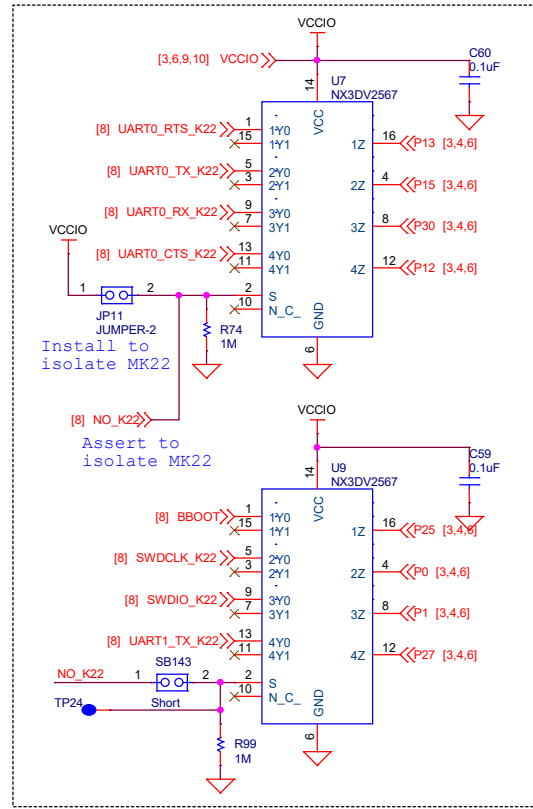 VCCIO
[3,6,9,10] VCCIO
C60
0.1uF
14
U7
NX3DV2567
VCC
[8] UART0_RTS_K22
1
1Y0
15
1Y1
1Z
16
P13 [3,4,6]
[8] UART0_TX_K22
5
2Y0
3
2Y1
2Z
4
P15 [3,4,6]
[8] UART0_RX_K22
9
3Y0
7
3Y1
3Z
8
P30 [3,4,6]
[8] UART0_CTS_K22
13
4Y0
11
4Y1
4Z
12
P12 [3,4,6]
VCCIO
1
2
2
S
10
N_C_
GND
6
JP11
JUMPER-2
R74
1M
Install to
isolate MK22
[8] NO_K22
Assert to
isolate MK22
VCCIO
C59
0.1uF
14
U9
NX3DV2567
VCC
[8] BBOOT
1
1Y0
15
1Y1
1Z
16
P25 [3,4,6]
[8] SWDCLK_K22
5
2Y0
3
2Y1
2Z
4
P0 [3,4,6]
[8] SWDIO_K22
9
3Y0
7
3Y1
3Z
8
P1 [3,4,6]
[8] UART1_TX_K22
13
4Y0
11
4Y1
4Z
12
P27 [3,4,6]
NO_K22
1
SB143
2
2
S
10
N_C_
GND
6
TP24
Short
R99
1M